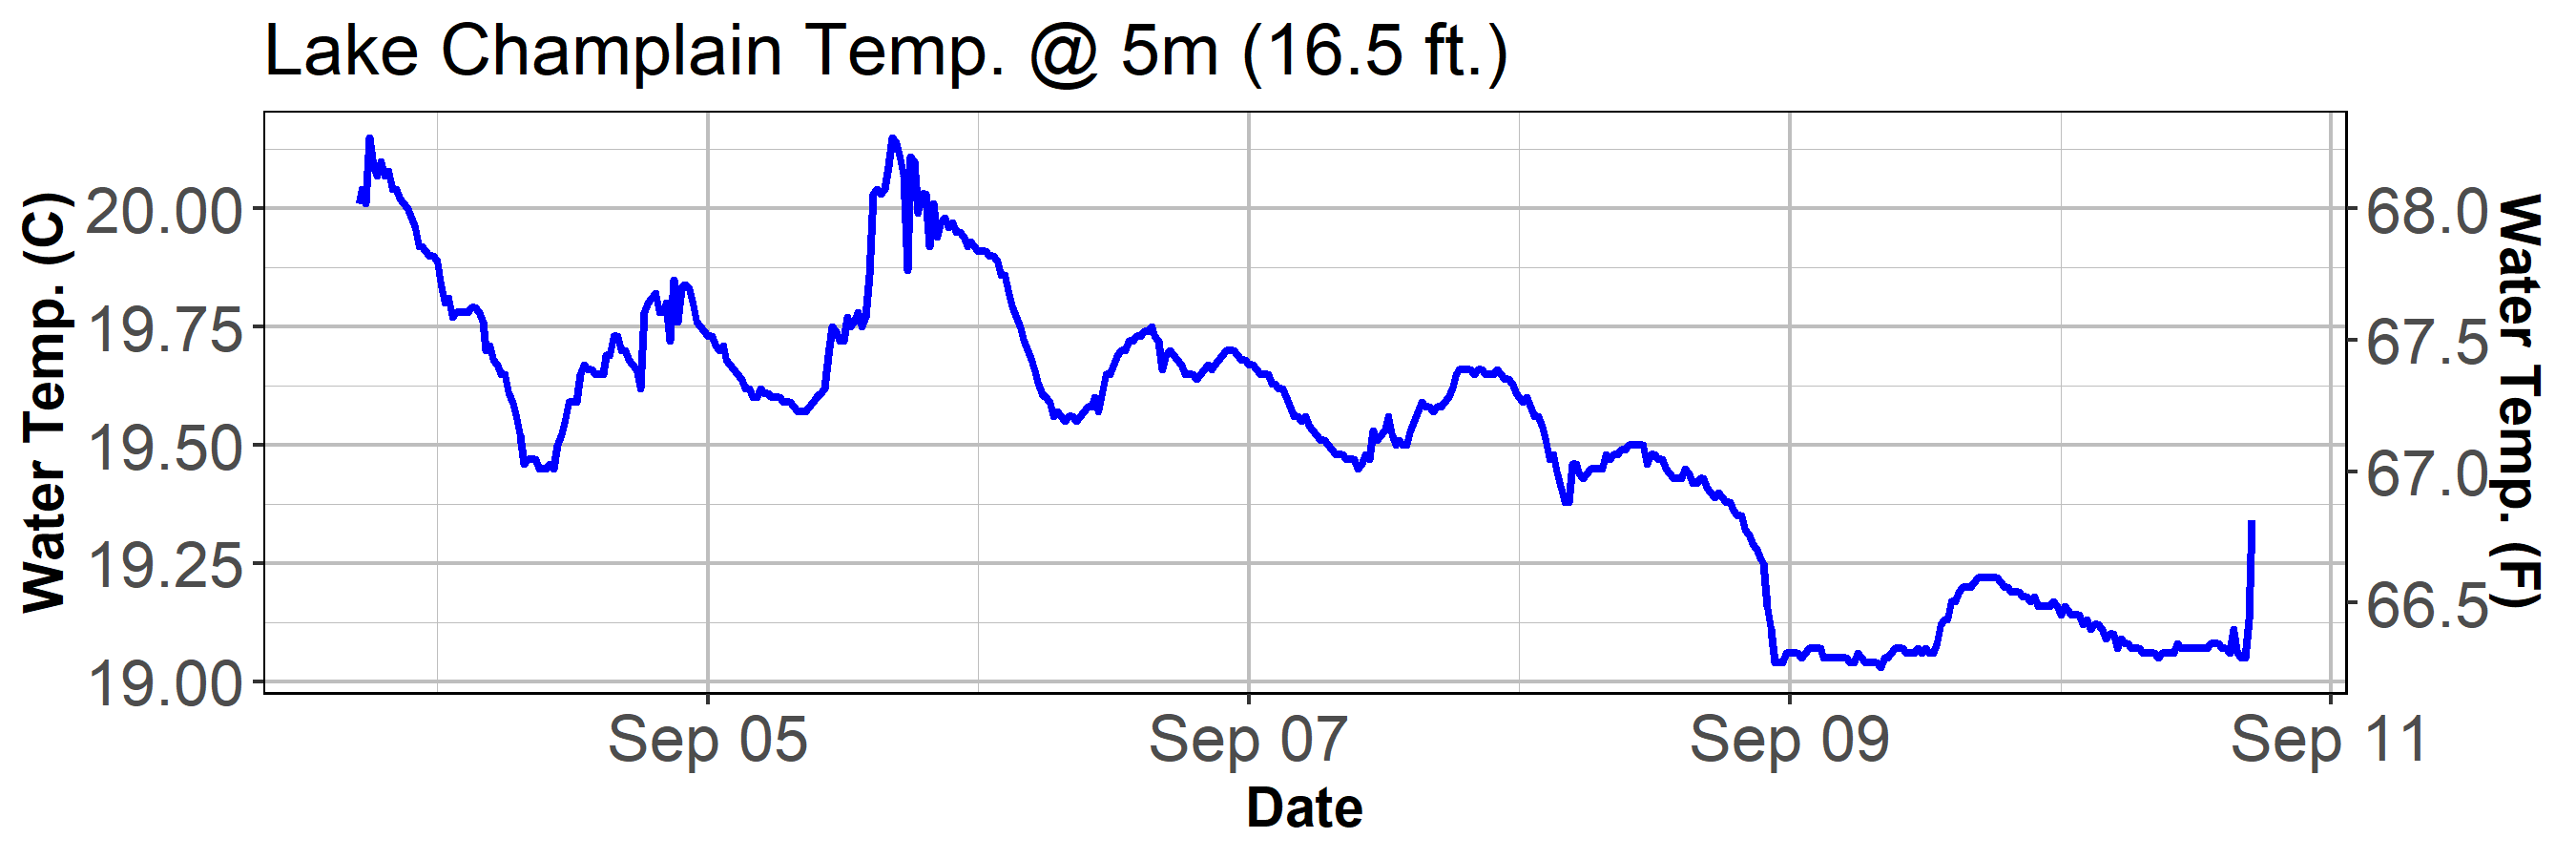 Lake Champlain Temp. @ 5m (16.5 ft.)
Water Temp. (C)
20.00
19.75
19.50
19.25
19.00
68.0
67.5
67.0
66.5
Water Temp. (F)
Sep 05 Sep 07 Sep 09 Sep 11
Date